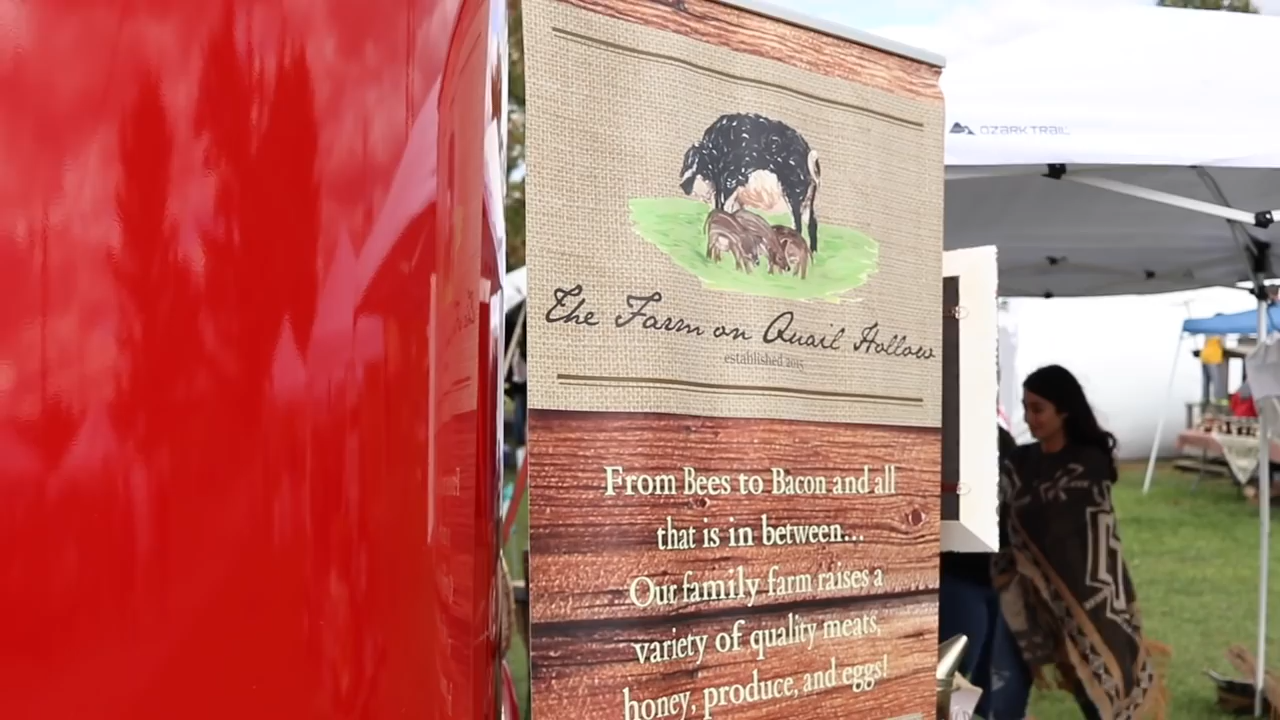 OZARK TRAIL
The Farm on Quail Hollow
established 2015
From Bees to Bacon and all
that is in between...
Our family farm raises a
variety of quality meats,
honey, produce, and eggs!